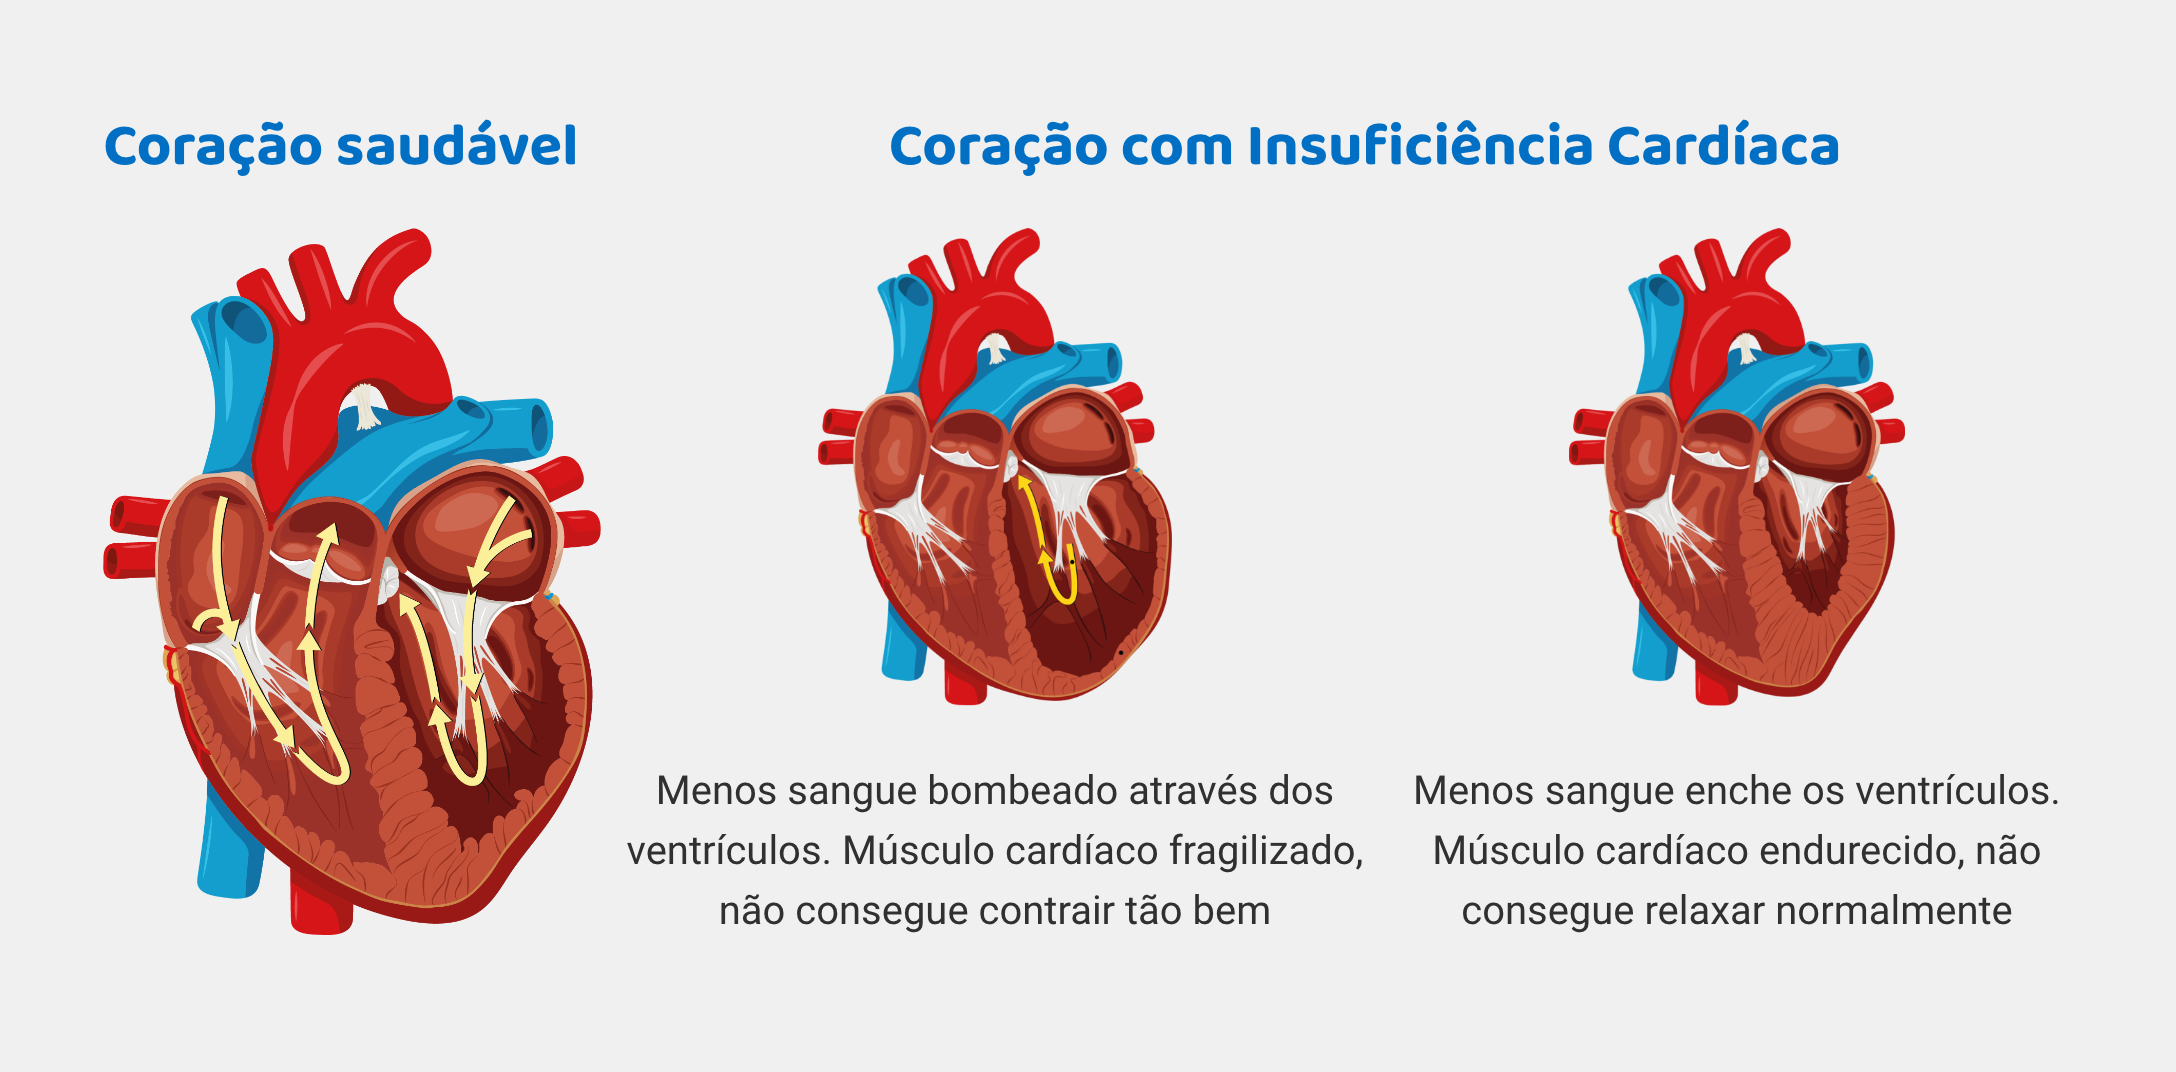 Coração saudável
Coração com Insuficiência Cardíaca
Menos sangue bombeado através dos
ventrículos. Músculo cardíaco fragilizado,
não consegue contrair tão bem
Menos sangue enche os ventrículos.
Músculo cardíaco endurecido, não
consegue relaxar normalmente